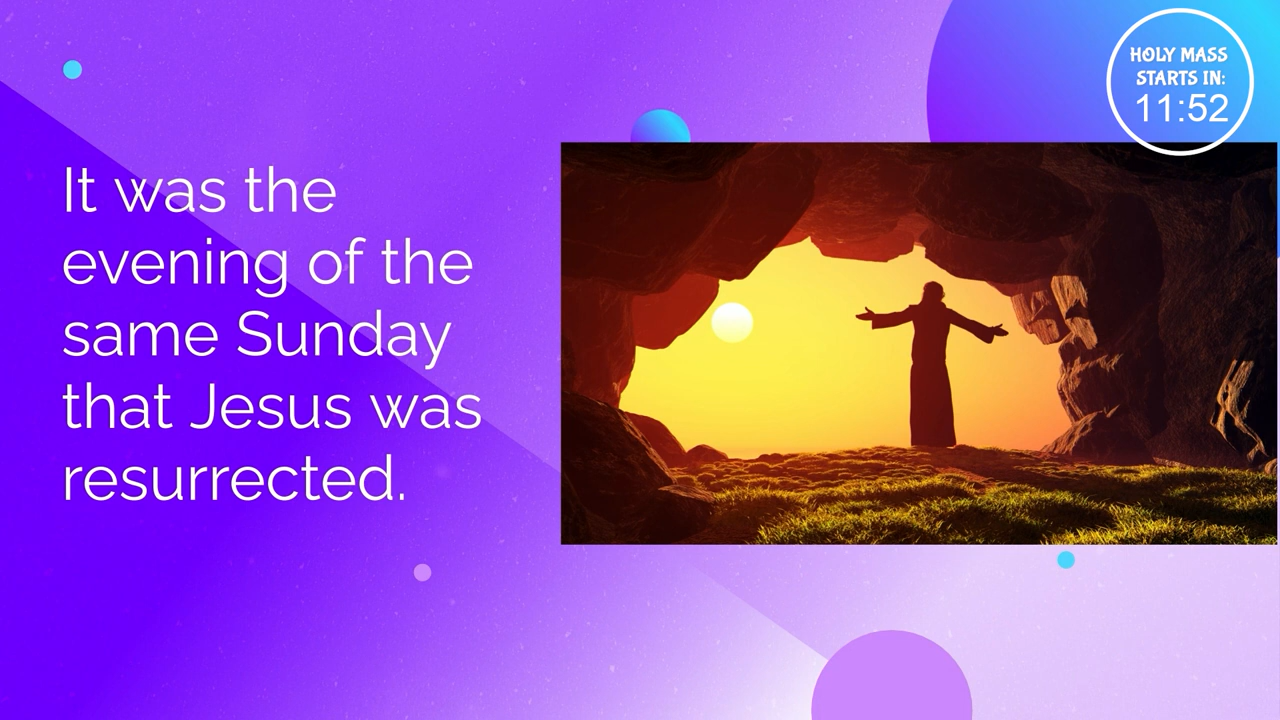 HOLY MASS
STARTS IN:
11:52
It was the
evening of the
same Sunday
that Jesus was
resurrected.